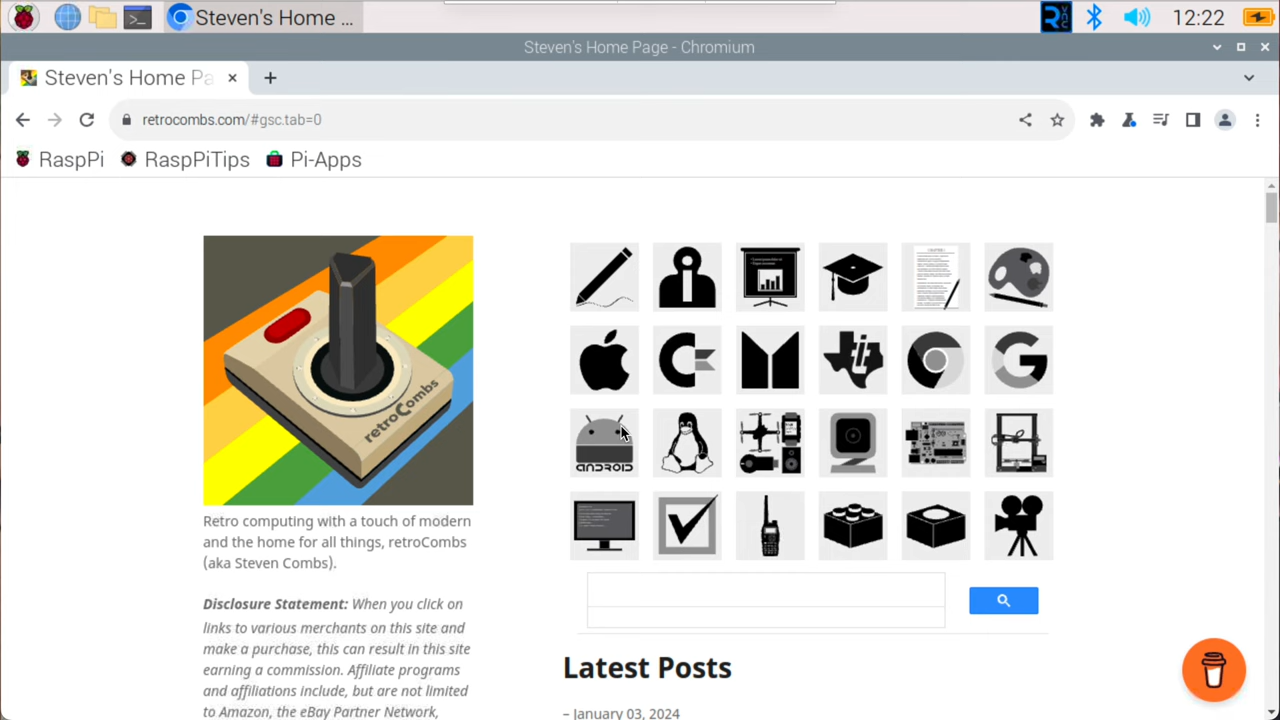 Steven's Home ...
12:22
Steven's Home Page - Chromium
Steven's Home Pa
retrocombs.com/#gsc.tab=0
RaspPi
RaspPiTips
Pi-Apps
retroCombs
ANDROID
Retro computing with a touch of modern
and the home for all things, retroCombs
(aka Steven Combs).
Disclosure Statement: When you click on
links to various merchants on this site and
make a purchase, this can result in this site
earning a commission. Affiliate programs
and affiliations include, but are not limited
to Amazon, the eBay Partner Network,
Latest Posts
– January 03, 2024